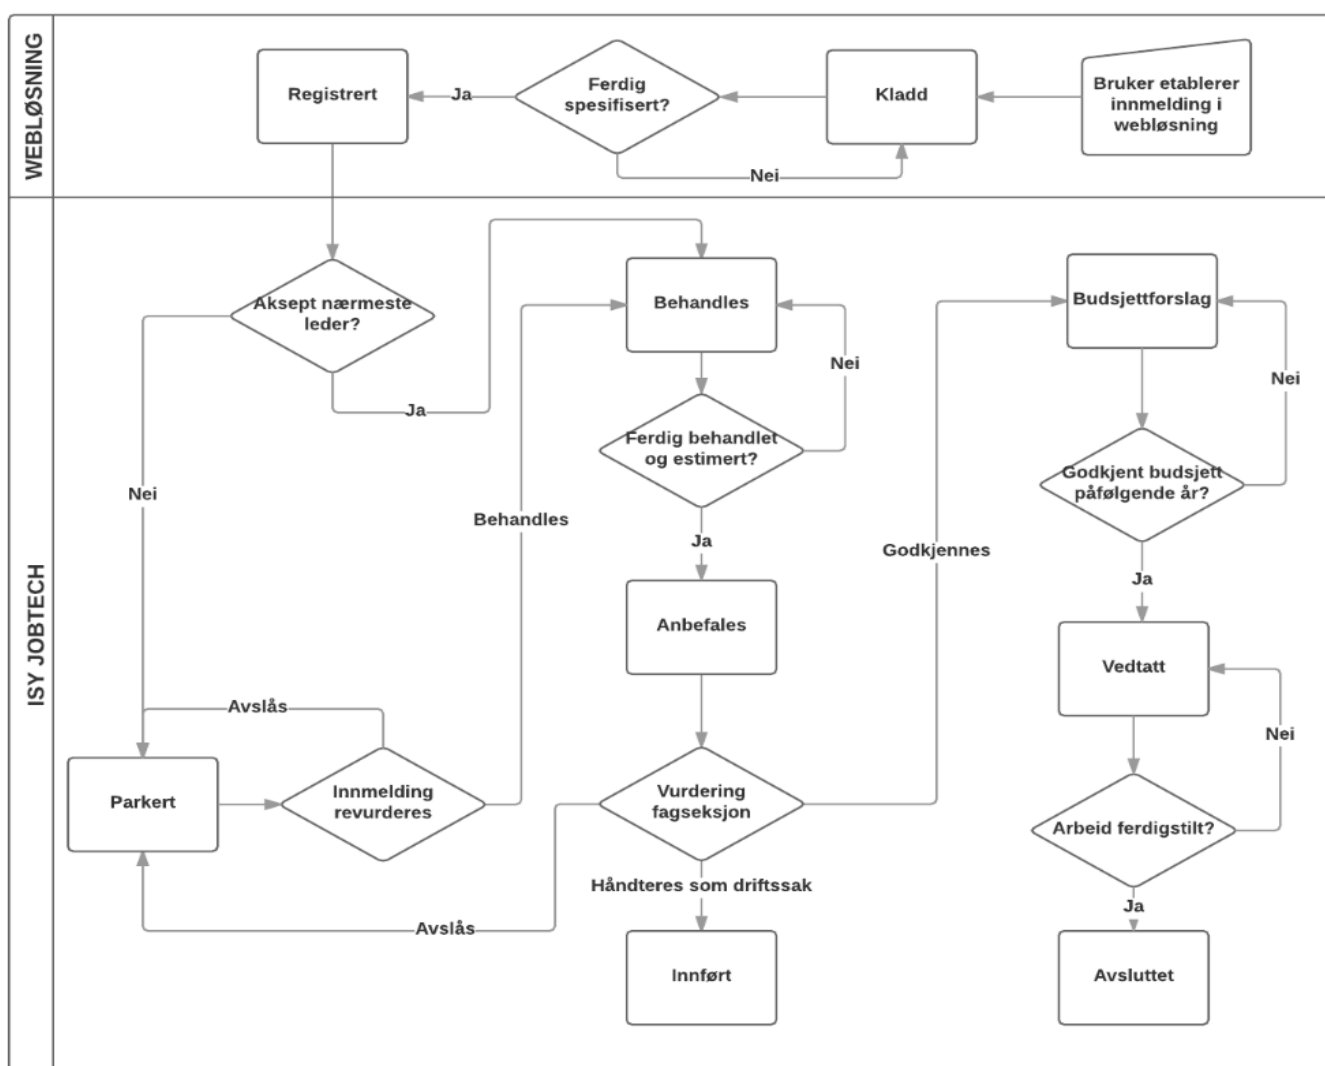 WEBLØSNING
Bruker etablerer
innmelding i
webløsning
Kladd
Ferdig
spesifisert?
Nei
Ja
Registrert
ISY JOBTECH
Aksept nærmeste
leder?
Nei
Ja
Behandles
Nei
Ferdig behandlet
og estimert?
Ja
Behandles
Anbefales
Avslås
Parkert
Innmelding
revurderes
Vurdering
fagseksjon
Avslås
Håndteres som driftssak
Innført
Godkjennes
Budsjettforslag
Nei
Godkjent budsjett
påfølgende år?
Ja
Vedtatt
Nei
Arbeid ferdigstilt?
Ja
Avsluttet